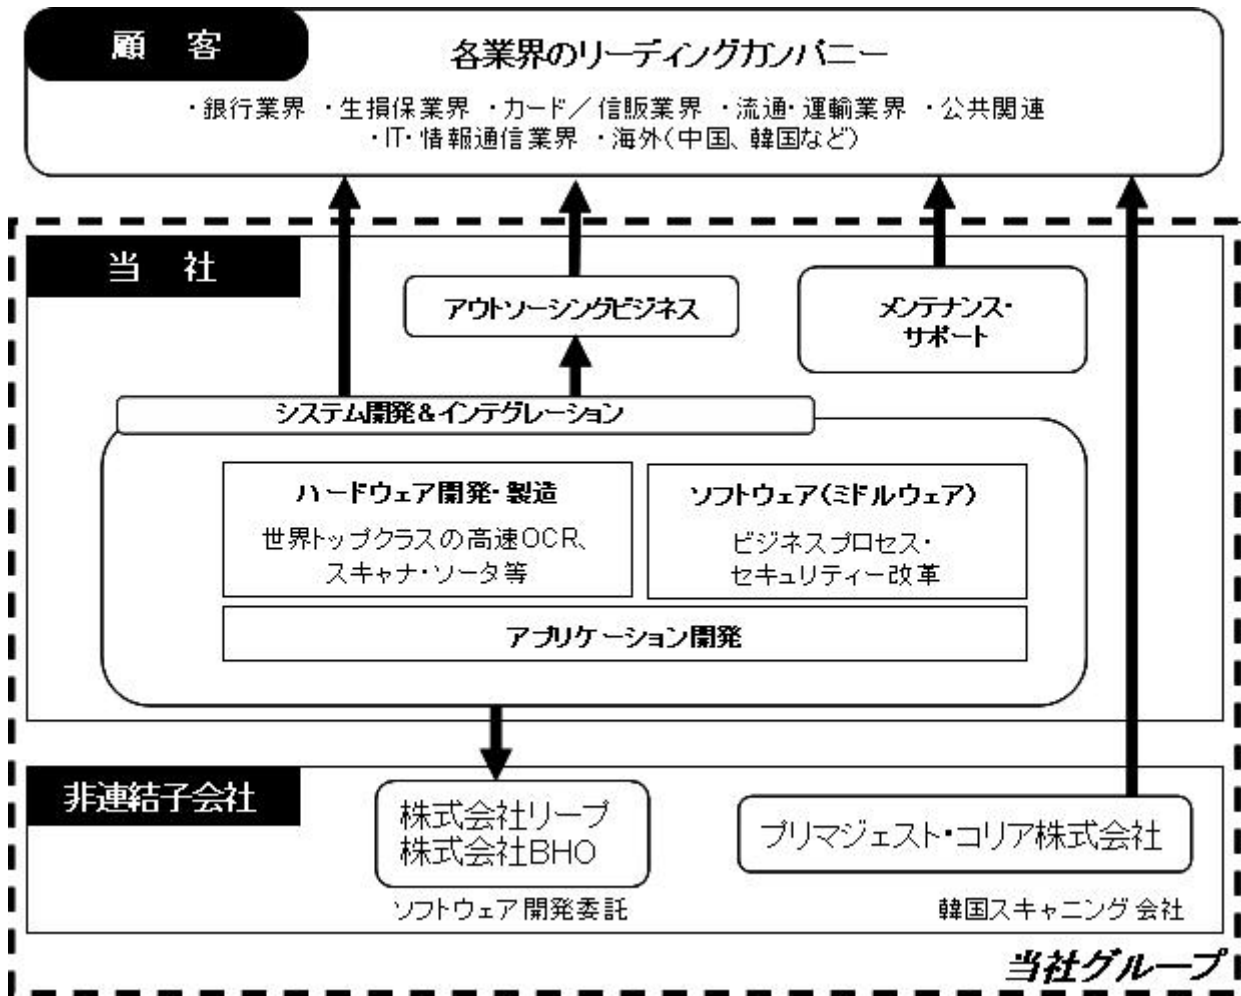 顧 客
各業界のリーディングカンパニー
・銀行業界 ・生損保業界 ・カード／信販業界 ・流通・運輸業界 ・公共関連
・IT・情報通信業界 ・海外(中国、韓国など)
当 社
アウトソーシングビジネス
メンテナンス・
サポート
システム開発&インテグレーション
ハードウェア開発・製造
世界トップクラスの高速OCR、
スキャナ・ソータ等
ソフトウェア(ミドルウェア)
ビジネスプロセス・
セキュリティー改革
アプリケーション開発
非連結子会社
株式会社リープ
株式会社BHO
ソフトウェア開発委託
プリマジェスト・コリア株式会社
韓国スキャニング会社
当社グループ